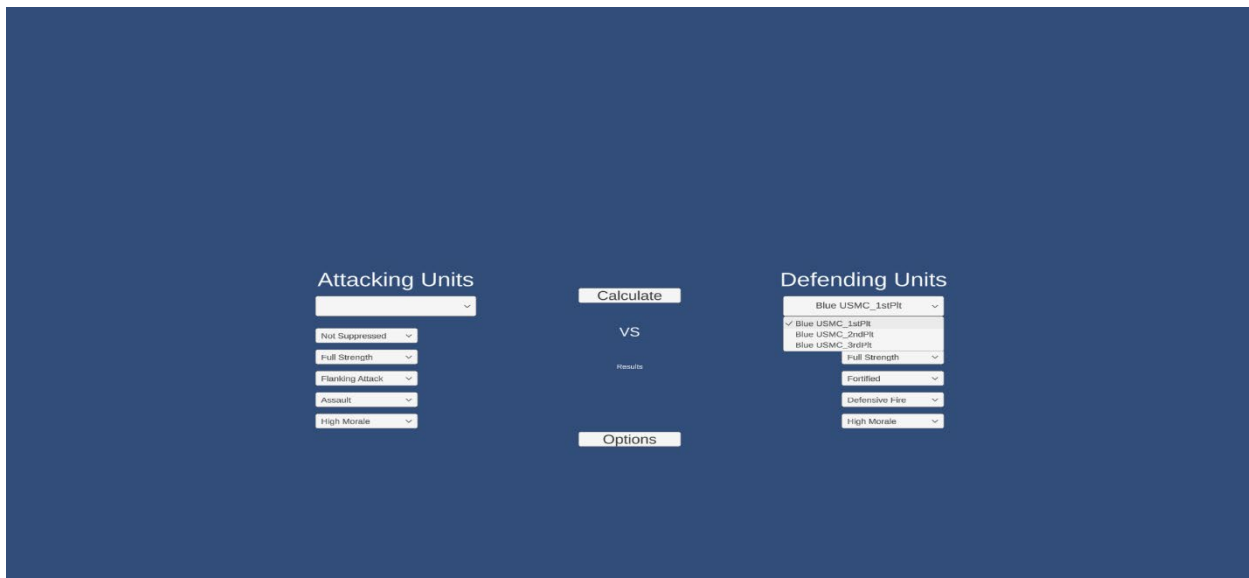 Attacking Units
Not Suppressed
Full Strength
Flanking Attack
Assault
High Morale
Calculate
VS
Results
Options
Defending Units
Blue USMC_1stPlt
Blue USMC_1stPlt
Blue USMC_2ndPlt
Blue USMC_3rdPlt
Full Strength
Fortified
Defensive Fire
High Morale